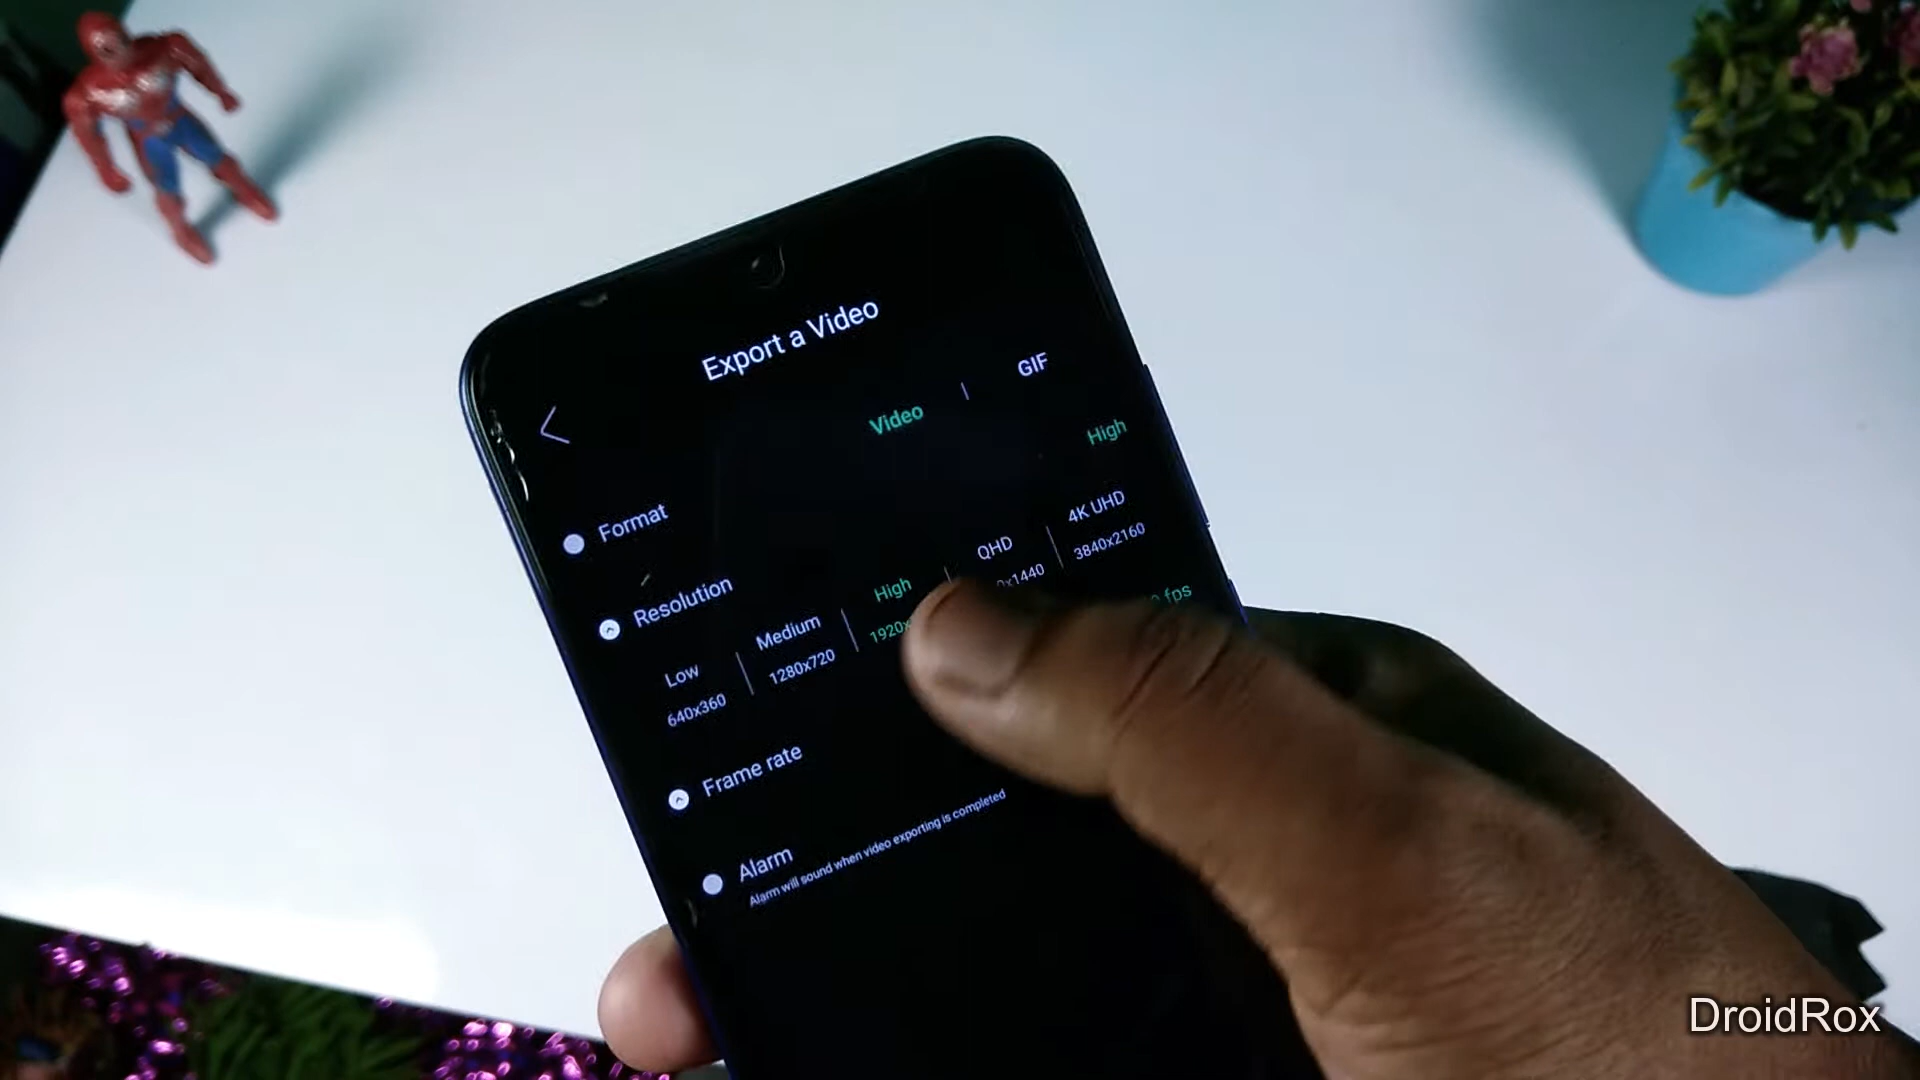 Export a Video
Video | GIF
Format
High
Resolution
Low
640x360
Medium
1280x720
High
QHD
4K UHD
3840x2160
fps
Frame rate
Alarm
Alarm will sound when video exporting is completed
DroidRox